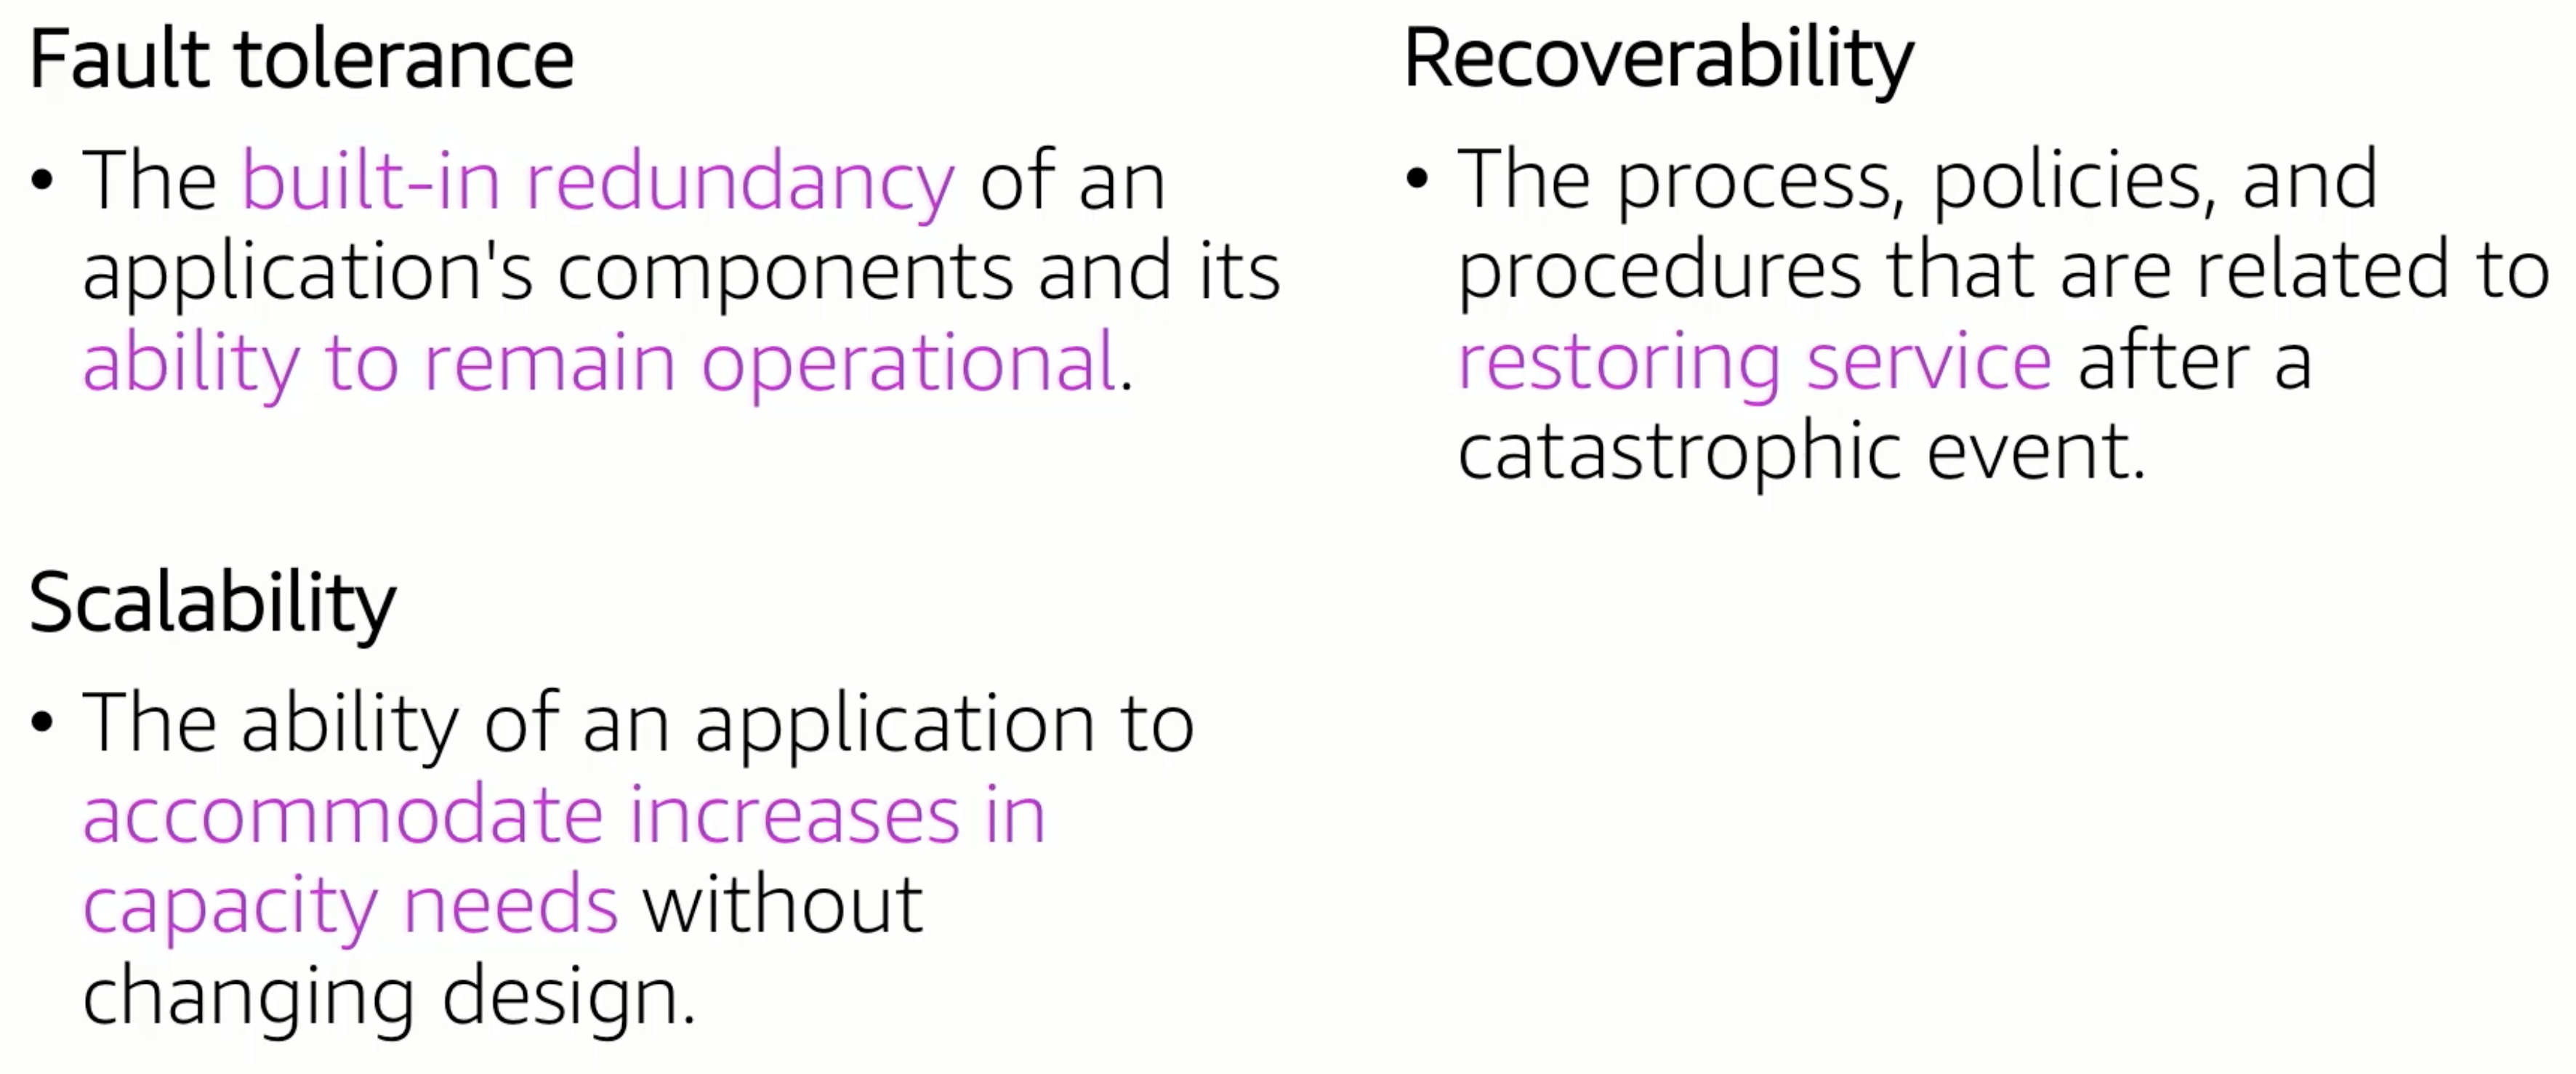 Fault tolerance
• The built-in redundancy of an
application's components and its
ability to remain operational.
Scalability
• The ability of an application to
accommodate increases in
capacity needs without
changing design.
Recoverability
• The process, policies, and
procedures that are related to
restoring service after a
catastrophic event.